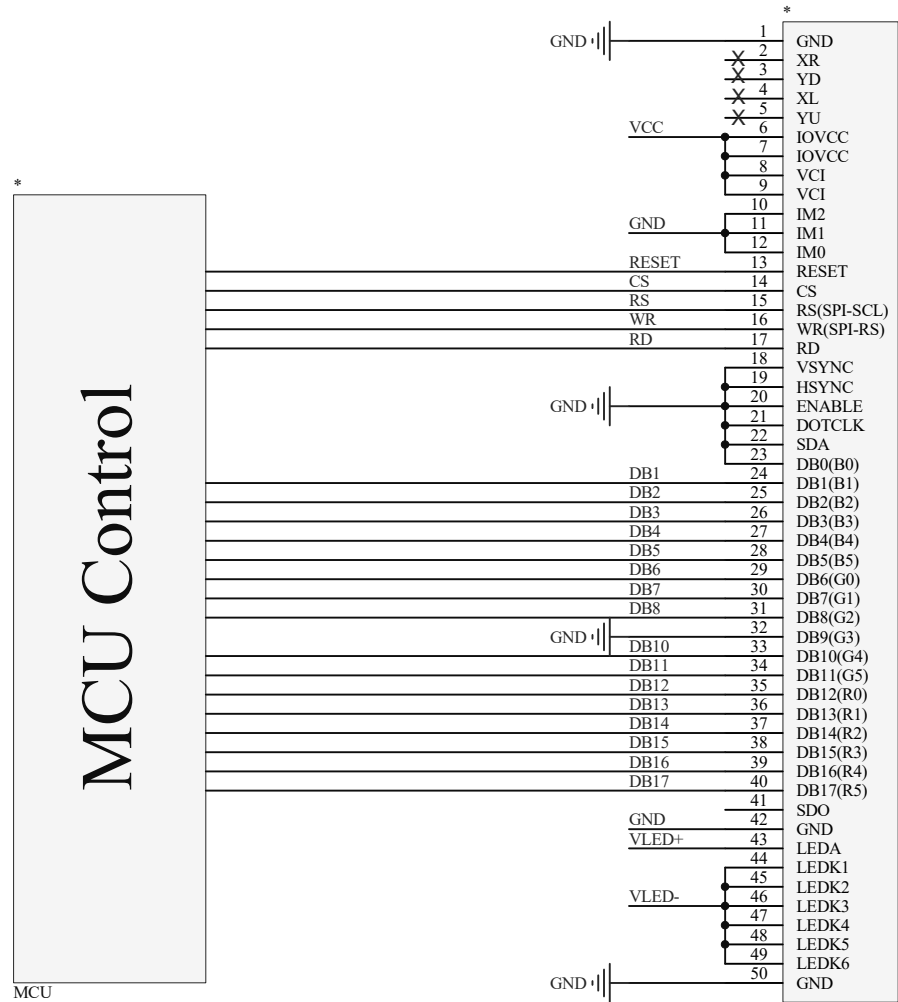 *
1 GND
GND
2 XR
3 YD
4 XL
5 YU
VCC 6 IOVCC
7 IOVCC
8 VCI
9 VCI
10 IM2
GND 11 IM1
12 IM0
RESET 13 RESET
CS 14 CS
RS 15 RS(SPI-SCL)
WR 16 WR(SPI-RS)
RD 17 RD
18 VSYNC
19 HSYNC
GND 20 ENABLE
21 DOTCLK
22 SDA
23 DB0(B0)
DB1 24 DB1(B1)
DB2 25 DB2(B2)
DB3 26 DB3(B3)
DB4 27 DB4(B4)
DB5 28 DB5(B5)
DB6 29 DB6(G0)
DB7 30 DB7(G1)
DB8 31 DB8(G2)
GND 32 DB9(G3)
DB10 33 DB10(G4)
DB11 34 DB11(G5)
DB12 35 DB12(R0)
DB13 36 DB13(R1)
DB14 37 DB14(R2)
DB15 38 DB15(R3)
DB16 39 DB16(R4)
DB17 40 DB17(R5)
41 SDO
GND 42 GND
VLED+ 43 LEDA
44 LEDK1
45 LEDK2
VLED- 46 LEDK3
47 LEDK4
48 LEDK5
49 LEDK6
GND 50 GND
*
MCU Control
MCU